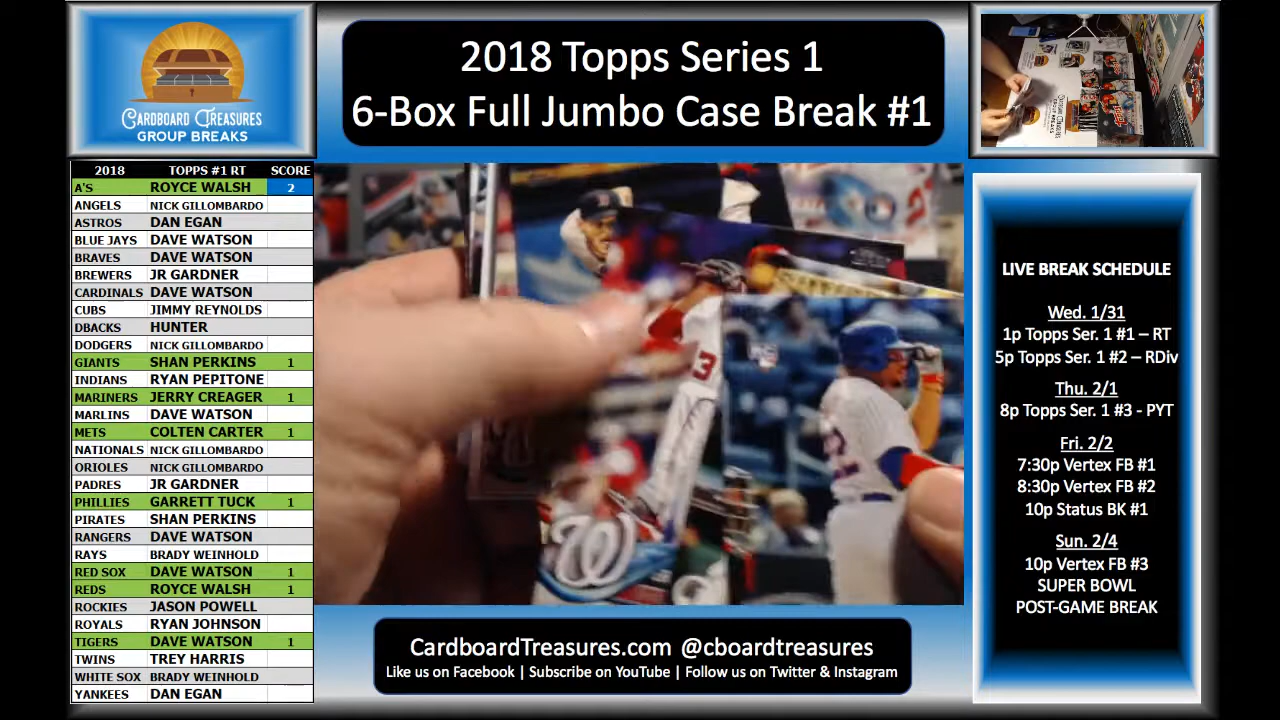 CARDBOARD TREASURES
GROUP BREAKS
2018 Topps Series 1
6-Box Full Jumbo Case Break #1
2018 TOPPS #1 RT SCORE
A'S ROYCE WALSH 2
ANGELS NICK GILLOMBARDO
ASTROS DAN EGAN
BLUE JAYS DAVE WATSON
BRAVES DAVE WATSON
BREWERS JR GARDNER
CARDINALS DAVE WATSON
CUBS JIMMY REYNOLDS
DBACKS HUNTER
DODGERS NICK GILLOMBARDO
GIANTS SHAN PERKINS 1
INDIANS RYAN PEPITONE
MARINERS JERRY CREAGER 1
MARLINS DAVE WATSON
METS COLTEN CARTER 1
NATIONALS NICK GILLOMBARDO
ORIOLES NICK GILLOMBARDO
PADRES JR GARDNER
PHILLIES GARRETT TUCK 1
PIRATES SHAN PERKINS
RANGERS DAVE WATSON
RAYS BRADY WEINHOLD
RED SOX DAVE WATSON 1
REDS ROYCE WALSH 1
ROCKIES JASON POWELL
ROYALS RYAN JOHNSON
TIGERS DAVE WATSON 1
TWINS TREY HARRIS
WHITE SOX BRADY WEINHOLD
YANKEES DAN EGAN
3
W
LIVE BREAK SCHEDULE
Wed. 1/31
1p Topps Ser. 1 #1 – RT
5p Topps Ser. 1 #2 – RDiv
Thu. 2/1
8p Topps Ser. 1 #3 - PYT
Fri. 2/2
7:30p Vertex FB #1
8:30p Vertex FB #2
10p Status BK #1
Sun. 2/4
10p Vertex FB #3
SUPER BOWL
POST-GAME BREAK
CardboardTreasures.com @cboardtreasures
Like us on Facebook | Subscribe on YouTube | Follow us on Twitter & Instagram